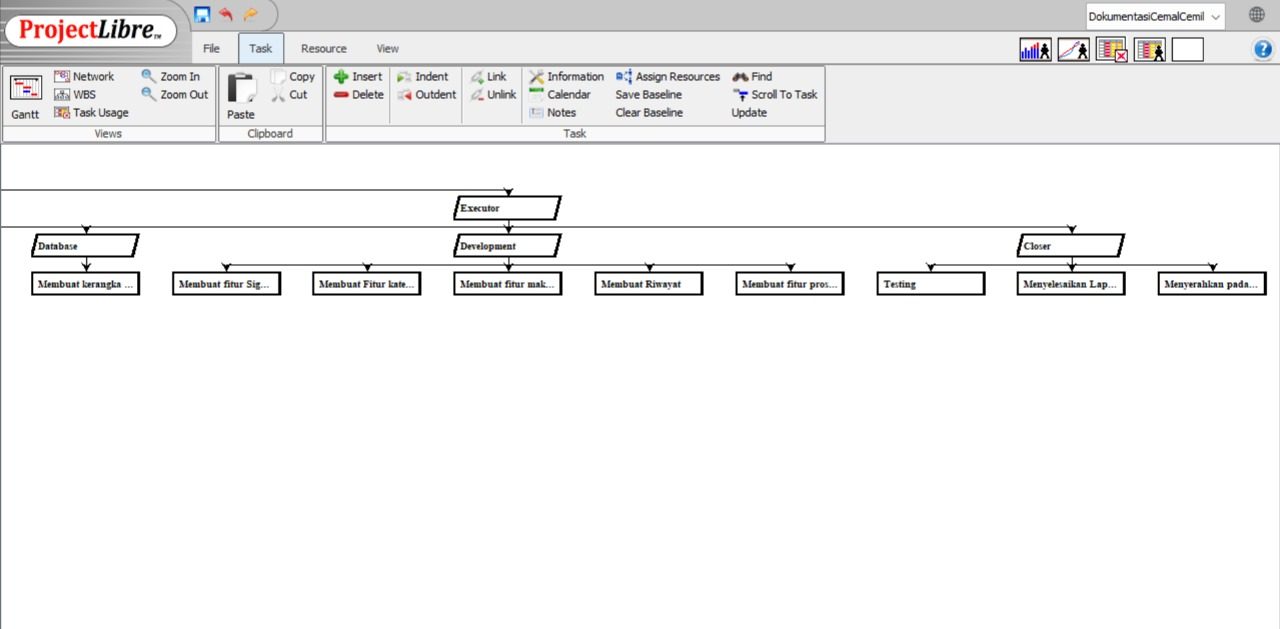 ProjectLibre™
DokumentasiCemalCemil
File Task Resource View
Gantt
Network
WBS
Task Usage
Zoom In
Zoom Out
Views
Paste
Copy
Cut
Clipboard
Insert
Delete
Indent
Outdent
Link
Unlink
Information
Calendar
Notes
Assign Resources
Save Baseline
Clear Baseline
Find
Scroll To Task
Update
Task
Executor
Database
Development
Closer
Membuat kerangka ...
Membuat fitur Sig...
Membuat Fitur kate...
Membuat fitur mak...
Membuat Riwayat
Membuat fitur pros...
Testing
Menyelesaikan Lap...
Menyerahkan pada...